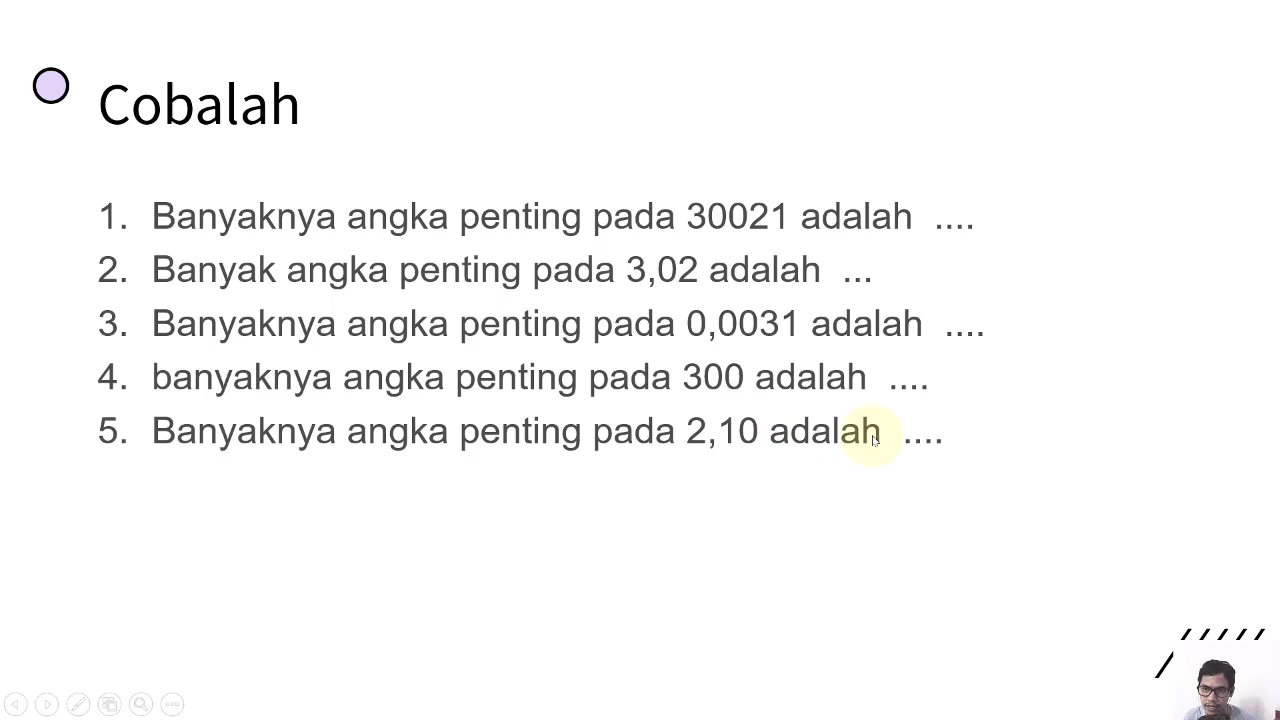 Cobalah
1. Banyaknya angka penting pada 30021 adalah ....
2. Banyak angka penting pada 3,02 adalah ...
3. Banyaknya angka penting pada 0,0031 adalah ....
4. banyaknya angka penting pada 300 adalah ....
5. Banyaknya angka penting pada 2,10 adalah ....